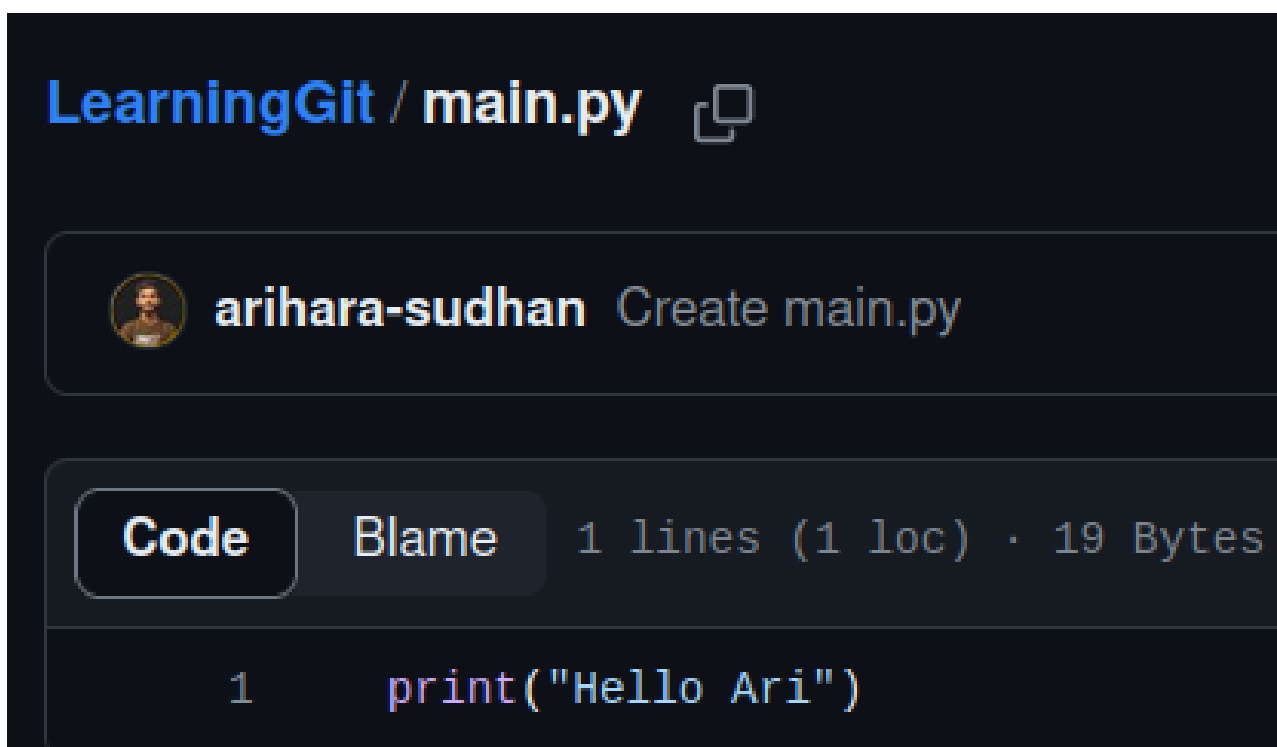 LearningGit / main.py
arihara-sudhan Create main.py
Code Blame 1 lines (1 loc) · 19 Bytes
1 print("Hello Ari")